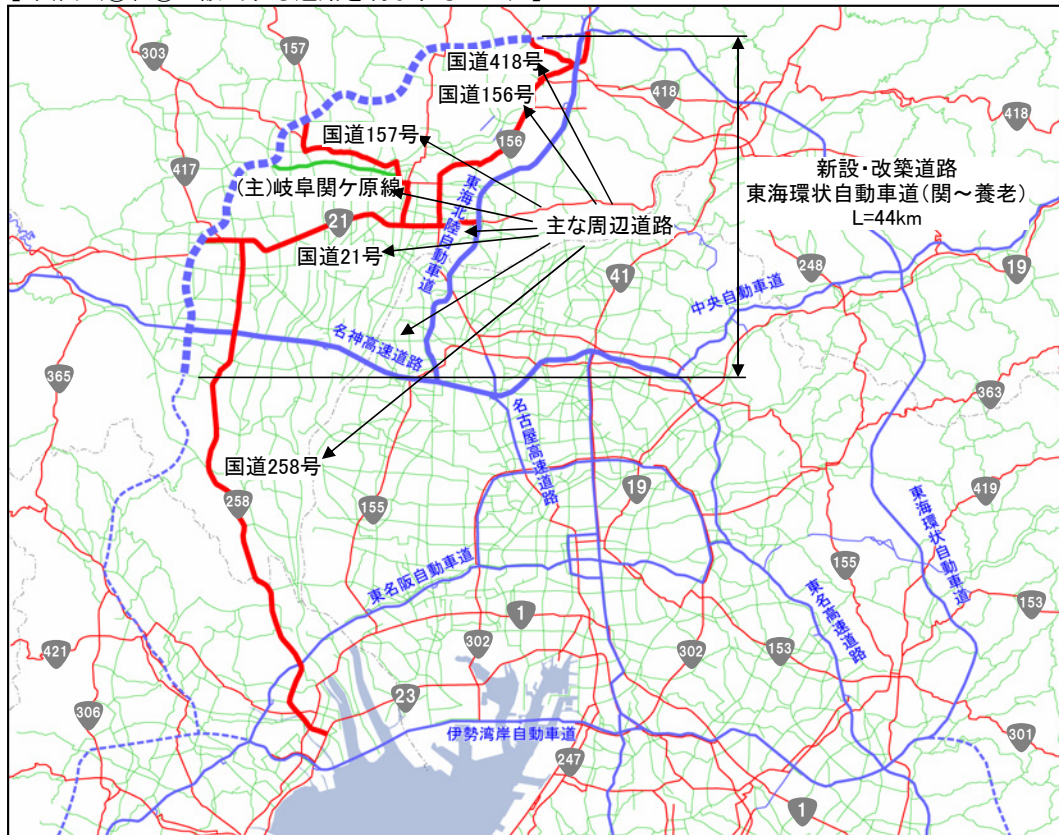 303
157
国道418号
418
418
国道156号
国道157号
156
417
(主)岐阜関ケ原線
東海北陸自動車道
新設・改築道路
東海環状自動車道(関～養老)
L=44km
21
主な周辺道路
国道21号
41
248
19
中央自動車道
名神高速道路
365
363
名古屋高速道路
国道258号
258
155
19
419
東海環状自動車道
155
東名阪自動車道
東名高速道路
153
1
302
302
153
421
23
306
伊勢湾岸自動車道
301
247
1